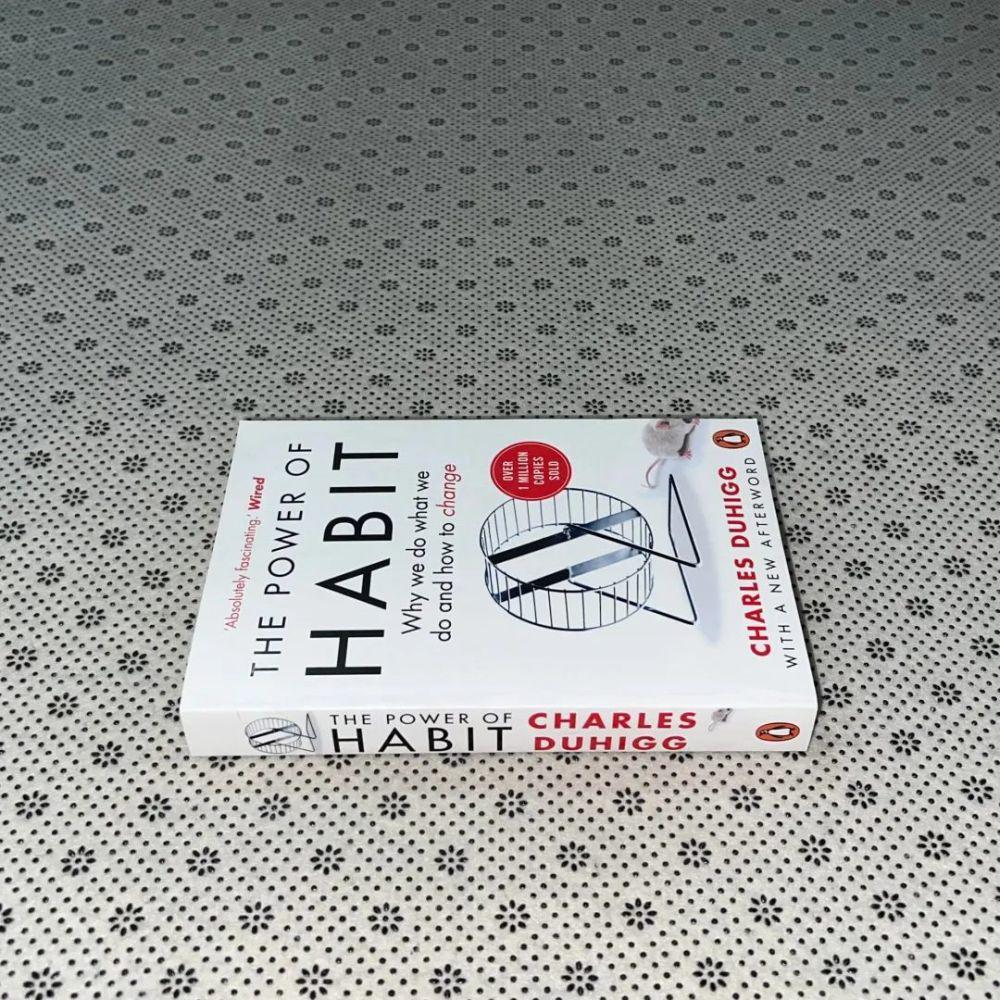 'Absolutely fascinating.' Wired
THE POWER OF
HABIT
Why we do what we
do and how to change
OVER
1 MILLION
COPIES
SOLD
CHARLES DUHIGG
WITH A NEW AFTERWORD
THE POWER OF
HABIT
CHARLES
DUHIGG